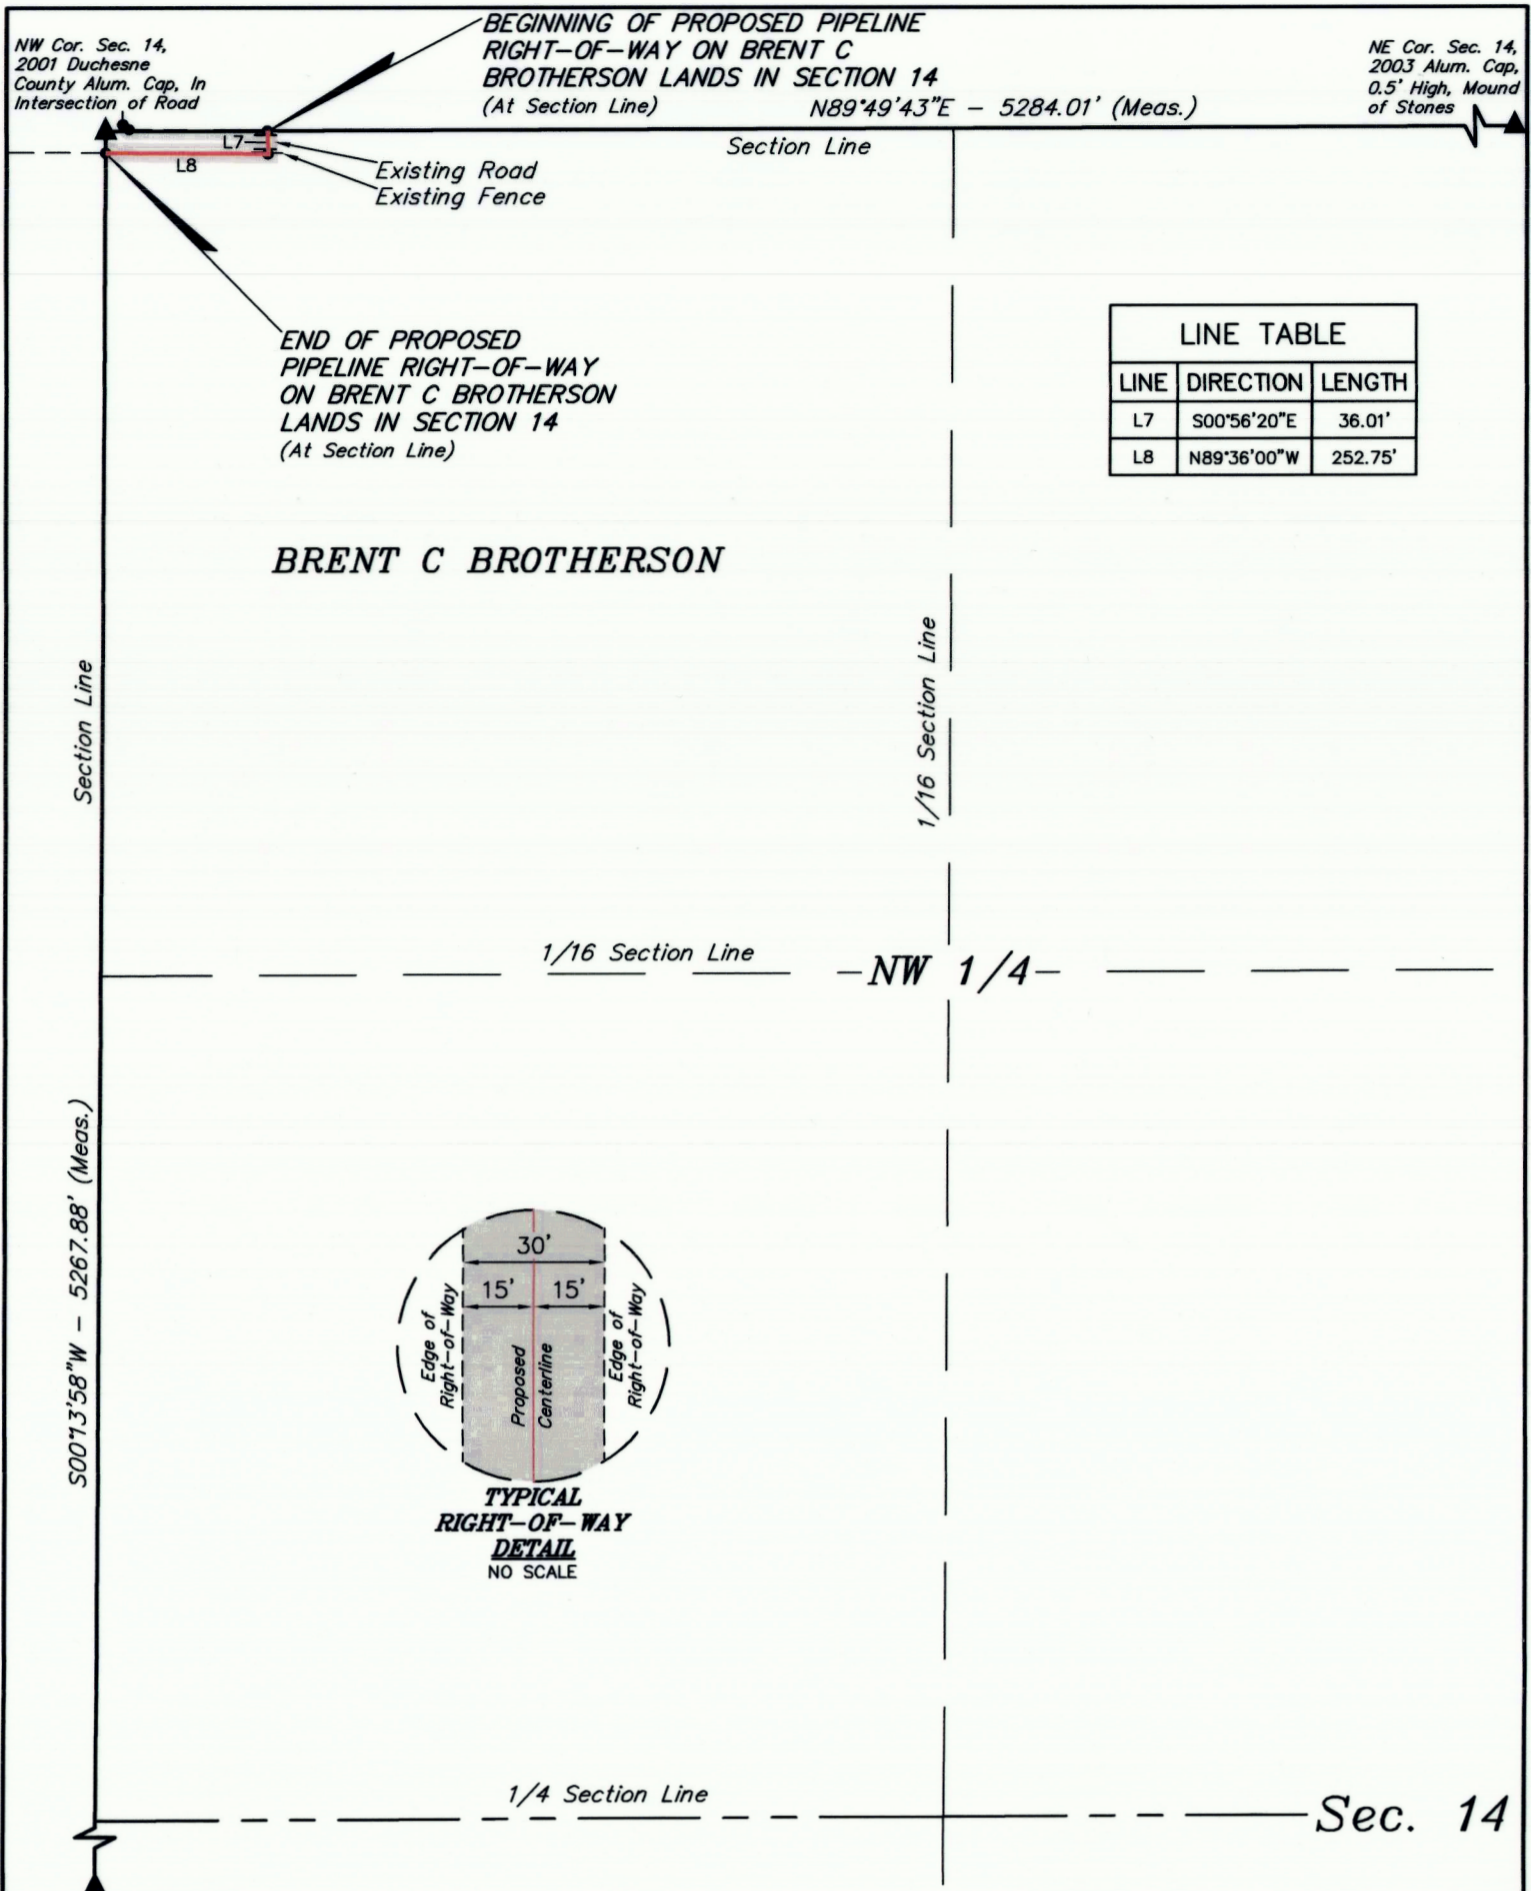 NW Cor. Sec. 14,
2001 Duchesne
County Alum. Cap, In
Intersection of Road
BEGINNING OF PROPOSED PIPELINE
RIGHT-OF-WAY ON BRENT C
BROTHERSON LANDS IN SECTION 14
(At Section Line)
N89°49'43"E - 5284.01' (Meas.)
NE Cor. Sec. 14,
2003 Alum. Cap,
0.5' High, Mound
of Stones
L7
L8
Section Line
Existing Road
Existing Fence
END OF PROPOSED
PIPELINE RIGHT-OF-WAY
ON BRENT C BROTHERSON
LANDS IN SECTION 14
(At Section Line)
LINE TABLE
LINE DIRECTION LENGTH
L7 S00°56'20"E 36.01'
L8 N89°36'00"W 252.75'
BRENT C BROTHERSON
Section Line
1/16 Section Line
1/16 Section Line
NW 1/4
S00°13'58"W - 5267.88' (Meas.)
30'
15' 15'
Edge of
Right-of-Way
Proposed
Centerline
Edge of
Right-of-Way
TYPICAL
RIGHT-OF-WAY
DETAIL
NO SCALE
1/4 Section Line
Sec. 14